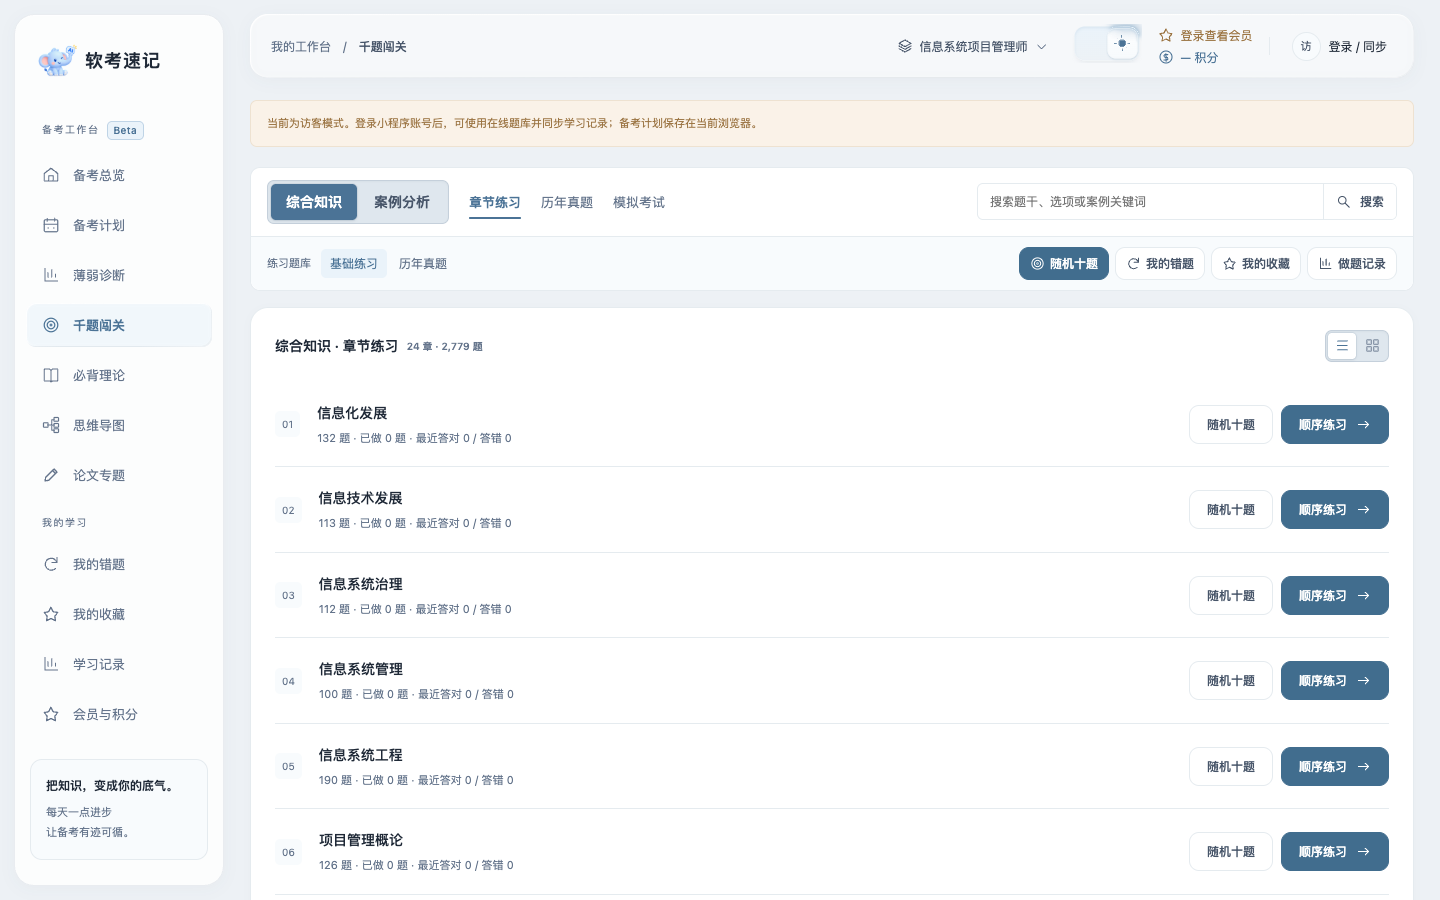 软考速记
备考工作台 Beta
备考总览
备考计划
薄弱诊断
千题闯关
必背理论
思维导图
论文专题
我的学习
我的错题
我的收藏
学习记录
会员与积分
把知识，变成你的底气。
每天一点进步
让备考有迹可循。
我的工作台 / 千题闯关
信息系统项目管理师
登录查看会员
— 积分
访 登录 / 同步
当前为访客模式。登录小程序账号后，可使用在线题库并同步学习记录；备考计划保存在当前浏览器。
综合知识 案例分析 章节练习 历年真题 模拟考试
搜索题干、选项或案例关键词 搜索
练习题库 基础练习 历年真题
随机十题 我的错题 我的收藏 做题记录
综合知识 · 章节练习 24 章 · 2,779 题
01 信息化发展
132 题 · 已做 0 题 · 最近答对 0 / 答错 0
随机十题 顺序练习
02 信息技术发展
113 题 · 已做 0 题 · 最近答对 0 / 答错 0
随机十题 顺序练习
03 信息系统治理
112 题 · 已做 0 题 · 最近答对 0 / 答错 0
随机十题 顺序练习
04 信息系统管理
100 题 · 已做 0 题 · 最近答对 0 / 答错 0
随机十题 顺序练习
05 信息系统工程
190 题 · 已做 0 题 · 最近答对 0 / 答错 0
随机十题 顺序练习
06 项目管理概论
126 题 · 已做 0 题 · 最近答对 0 / 答错 0
随机十题 顺序练习